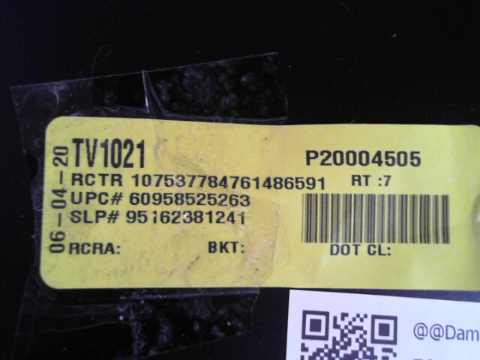 06-04-20
TV1021
P20004505
RCTR 107537784761486591 RT :7
UPC# 60958525263
SLP# 95162381241
RCRA: BKT: DOT CL:
@@Dam